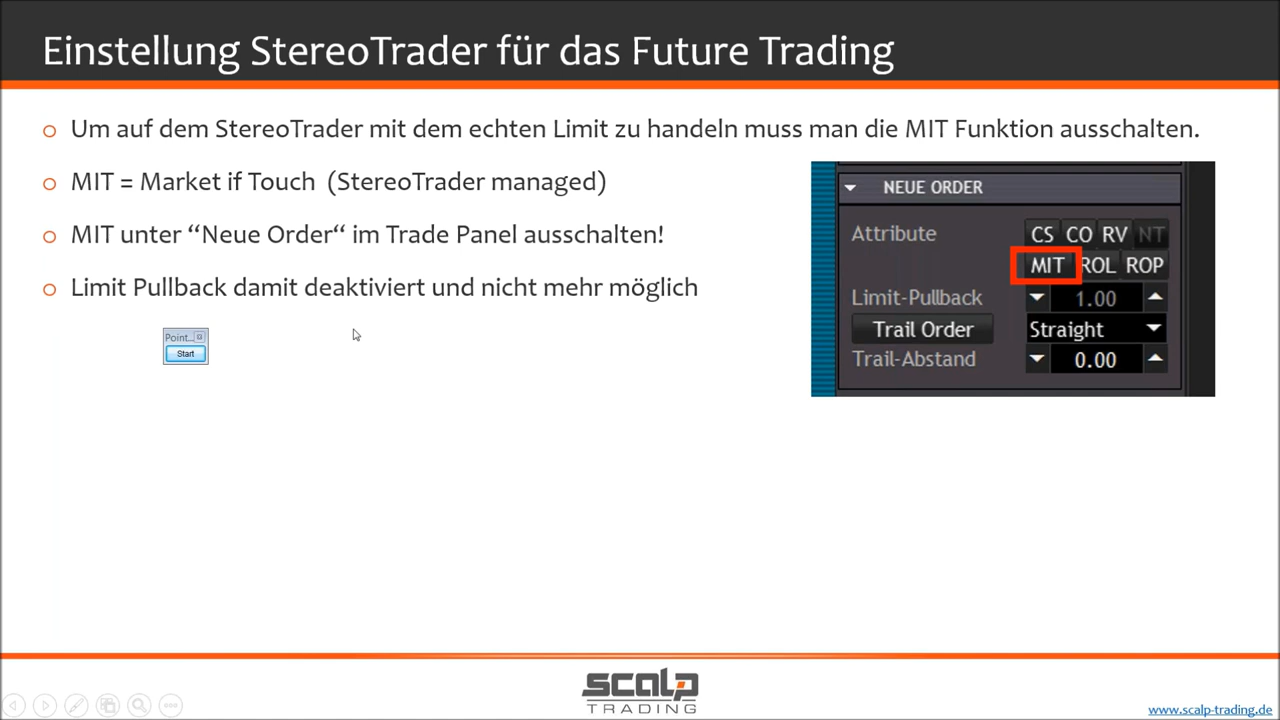 Einstellung StereoTrader für das Future Trading
Um auf dem StereoTrader mit dem echten Limit zu handeln muss man die MIT Funktion ausschalten.
MIT = Market if Touch (StereoTrader managed)
MIT unter “Neue Order“ im Trade Panel ausschalten!
Limit Pullback damit deaktiviert und nicht mehr möglich
Point...
Start
NEUE ORDER
Attribute CS CO RV NT
MIT ROL ROP
Limit-Pullback 1.00
Trail Order Straight
Trail-Abstand 0.00
SCALP
TRADING
www.scalp-trading.de